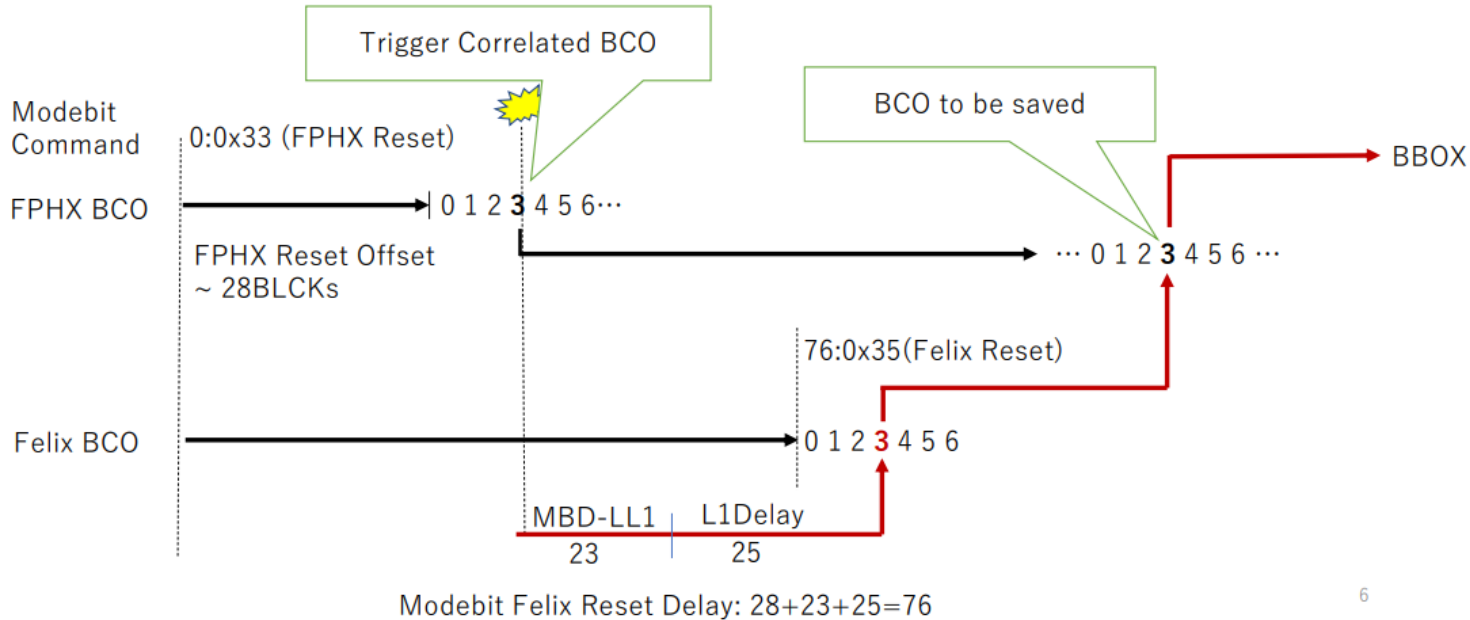 Trigger Correlated BCO
BCO to be saved
Modebit
Command
0:0x33 (FPHX Reset)
BBOX
FPHX BCO
0 1 2 3 4 5 6…
FPHX Reset Offset
~ 28BLCKs
… 0 1 2 3 4 5 6 …
76:0x35(Felix Reset)
Felix BCO
0 1 2 3 4 5 6
MBD-LL1
L1Delay
23
25
Modebit Felix Reset Delay: 28+23+25=76
6